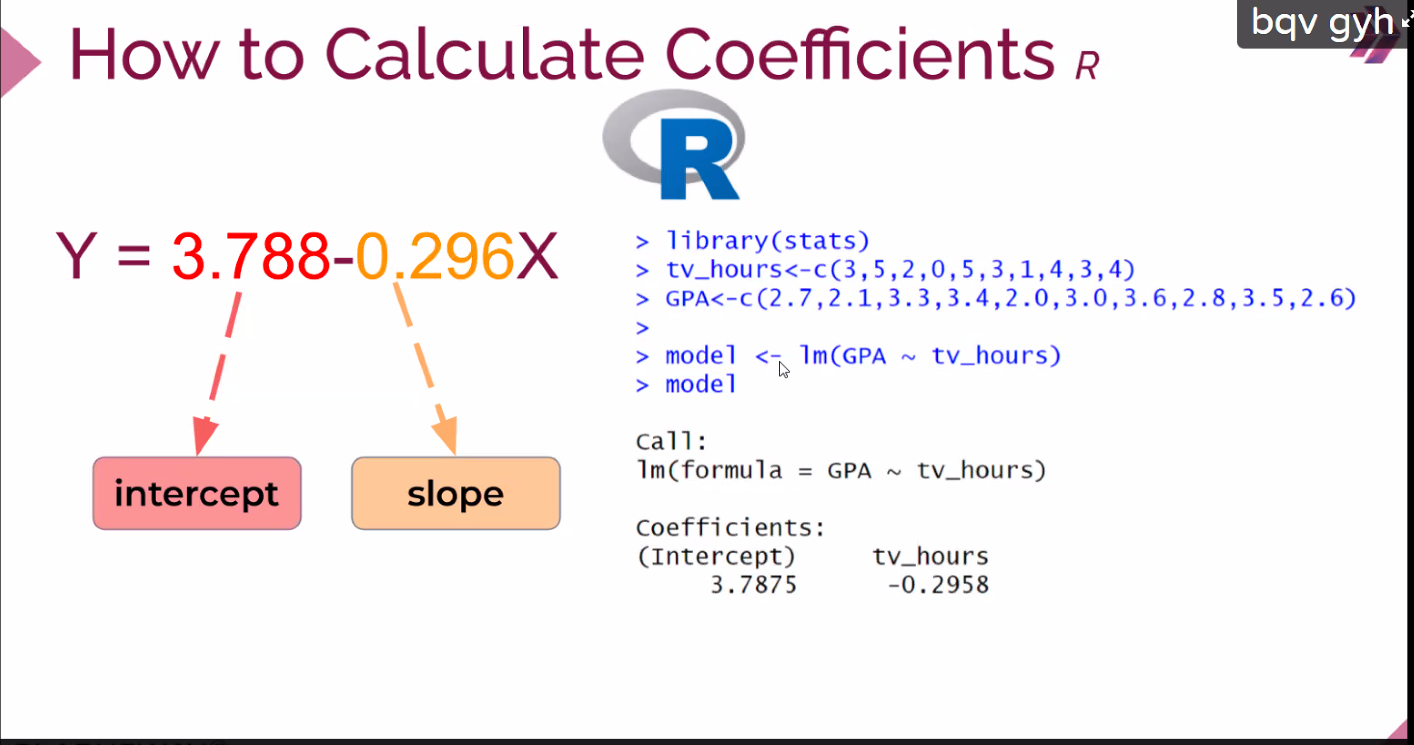 How to Calculate Coefficients R
bqv gyh
R
Y = 3.788-0.296X
intercept
slope
> library(stats)
> tv_hours<-c(3,5,2,0,5,3,1,4,3,4)
> GPA<-c(2.7,2.1,3.3,3.4,2.0,3.0,3.6,2.8,3.5,2.6)
>
> model <- lm(GPA ~ tv_hours)
> model
Call:
lm(formula = GPA ~ tv_hours)
Coefficients:
(Intercept) tv_hours
3.7875 -0.2958